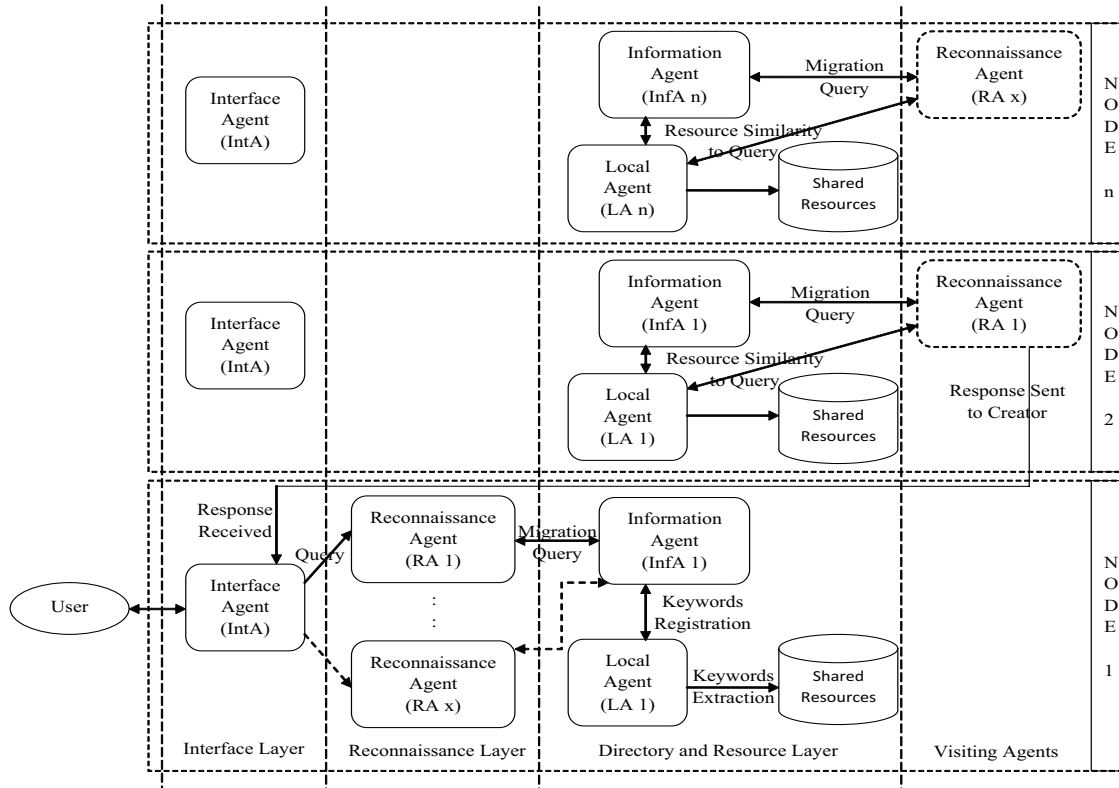 Interface
Agent
(IntA)
Information
Agent
(InfA n)
Migration
Query
Reconnaissance
Agent
(RA x)
Resource Similarity
to Query
Local
Agent
(LA n)
Shared
Resources
N
O
D
E
n
Interface
Agent
(IntA)
Information
Agent
(InfA 1)
Migration
Query
Reconnaissance
Agent
(RA 1)
Resource Similarity
to Query
Local
Agent
(LA 1)
Shared
Resources
Response Sent
to Creator
N
O
D
E
2
Response
Received
Query
Reconnaissance
Agent
(RA 1)
Migration
Query
Information
Agent
(InfA 1)
User
Interface
Agent
(IntA)
:
:
Keywords
Registration
Reconnaissance
Agent
(RA x)
Local
Agent
(LA 1)
Keywords
Extraction
Shared
Resources
N
O
D
E
1
Interface Layer
Reconnaissance Layer
Directory and Resource Layer
Visiting Agents